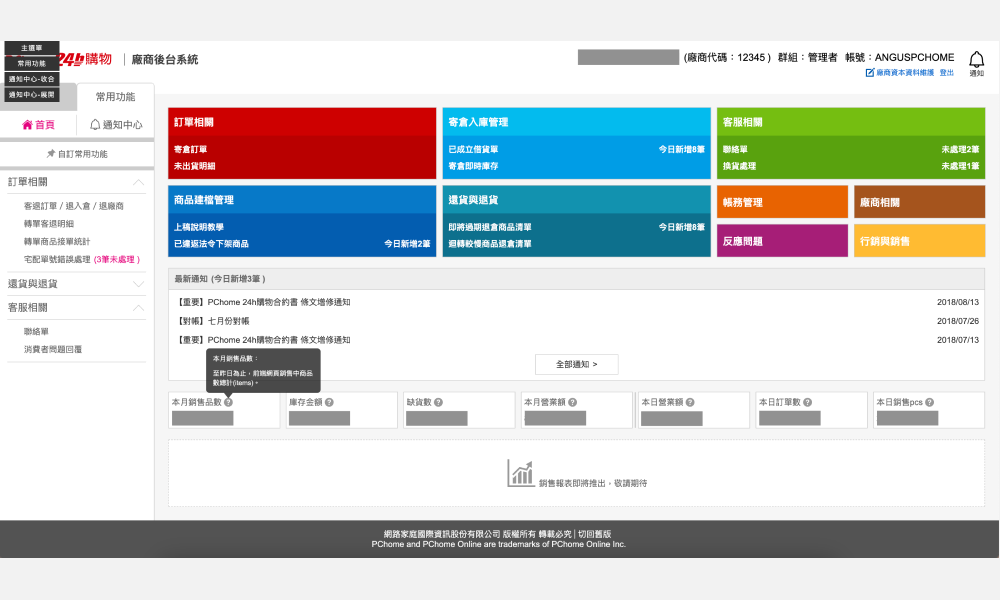 主選單
常用功能
通知中心-收合
通知中心-展開
24h購物
廠商後台系統
(廠商代碼：12345 ) 群組：管理者 帳號：ANGUSPCHOME
廠商資本資料維護 登出
通知
常用功能
首頁
通知中心
自訂常用功能
訂單相關
客退訂單 / 退入倉 / 退廠商
轉單客退明細
轉單商品接單統計
宅配單號錯誤處理 (3筆未處理 )
還貨與退貨
客服相關
聯絡單
消費者問題回覆
訂單相關
寄倉訂單
未出貨明細
寄倉入庫管理
已成立借貨單 今日新增8筆
寄倉即時庫存
客服相關
聯絡單 未處理2筆
換貨處理 未處理1筆
商品建檔管理
上稿說明教學
已違返法令下架商品 今日新增2筆
還貨與退貨
即將過期退倉商品清單 今日新增8筆
迴轉較慢商品退倉清單
帳務管理
廠商相關
反應問題
行銷與銷售
最新通知 (今日新增3筆 )
【重要】PChome 24h購物合約書 條文增修通知 2018/08/13
【對帳】七月份對帳 2018/07/26
【重要】PChome 24h購物合約書 條文增修通知 2018/07/13
全部通知 >
本月銷售品數：
至昨日為止，前端網頁銷售中商品
數總計(items)。
本月銷售品數 ?
庫存金額 ?
缺貨數 ?
本月營業額 ?
本日營業額 ?
本日訂單數 ?
本日銷售pcs ?
銷售報表即將推出，敬請期待
網路家庭國際資訊股份有限公司 版權所有 轉載必究 | 切回舊版
PChome and PChome Online are trademarks of PChome Online Inc.